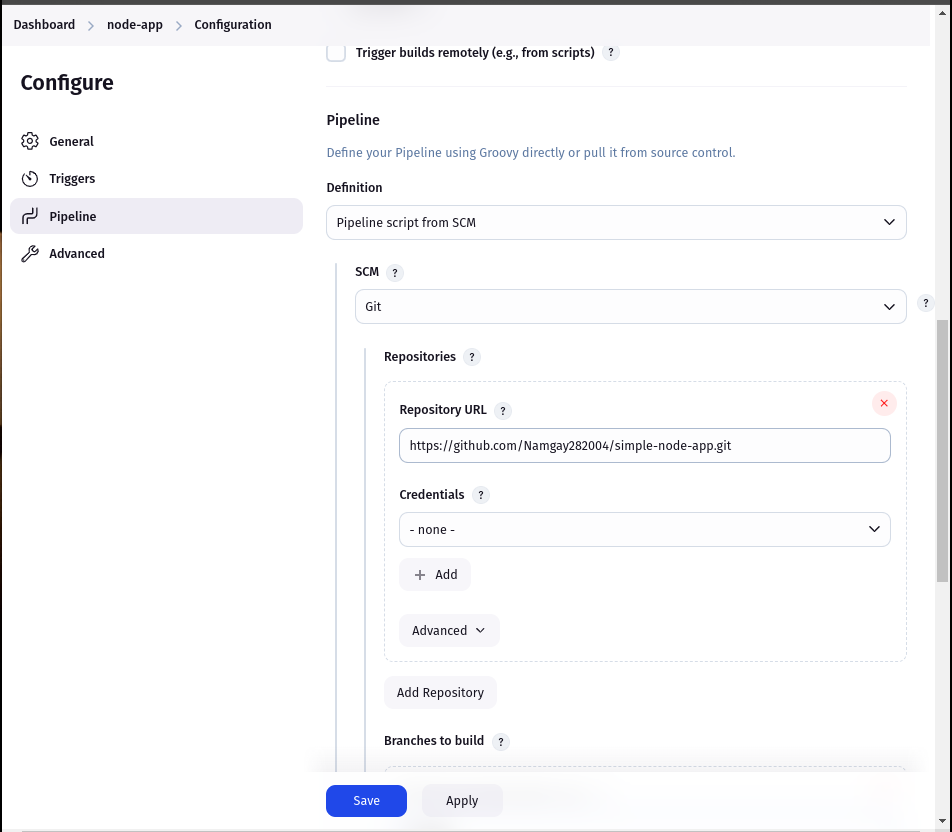 Dashboard > node-app > Configuration
Configure
General
Triggers
Pipeline
Advanced
Trigger builds remotely (e.g., from scripts) ?
Pipeline
Define your Pipeline using Groovy directly or pull it from source control.
Definition
Pipeline script from SCM
SCM ?
Git
?
Repositories ?
Repository URL ?
https://github.com/Namgay282004/simple-node-app.git
Credentials ?
- none -
+ Add
Advanced
Add Repository
Branches to build ?
Save Apply